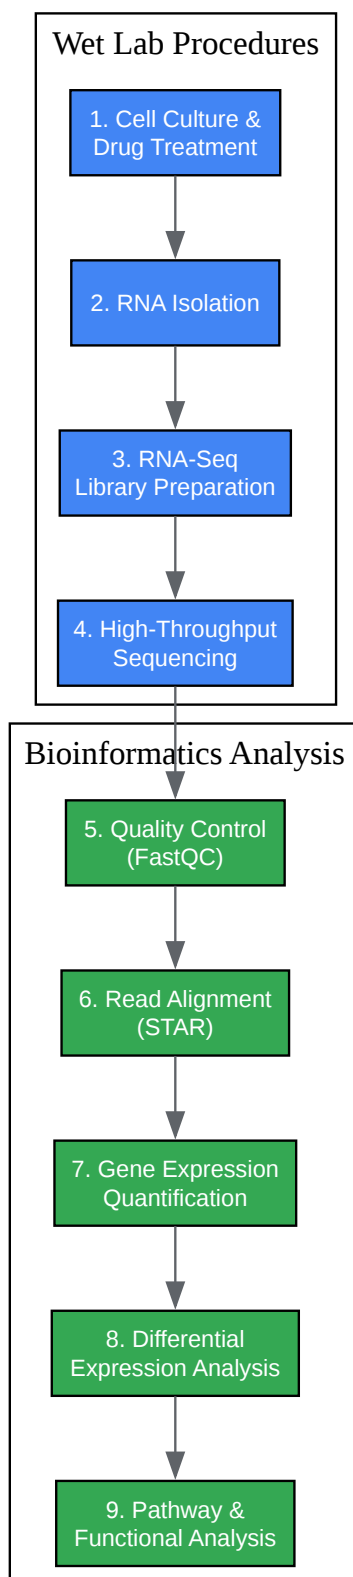 Wet Lab Procedures
1. Cell Culture &
Drug Treatment
2. RNA Isolation
3. RNA-Seq
Library Preparation
4. High-Throughput
Sequencing
Bioinformatics Analysis
5. Quality Control
(FastQC)
6. Read Alignment
(STAR)
7. Gene Expression
Quantification
8. Differential
Expression Analysis
9. Pathway &
Functional Analysis